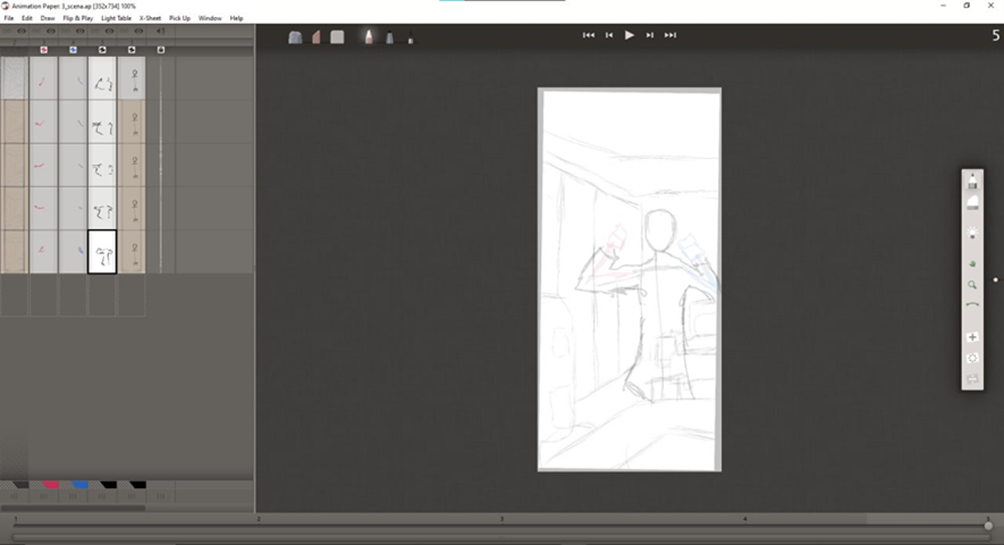 Animation Paper: 3_scena.ap [352x734] 100%
File Edit Draw Flip & Play Light Table X-Sheet Pick Up Window Help
5
1 2 3 4 5